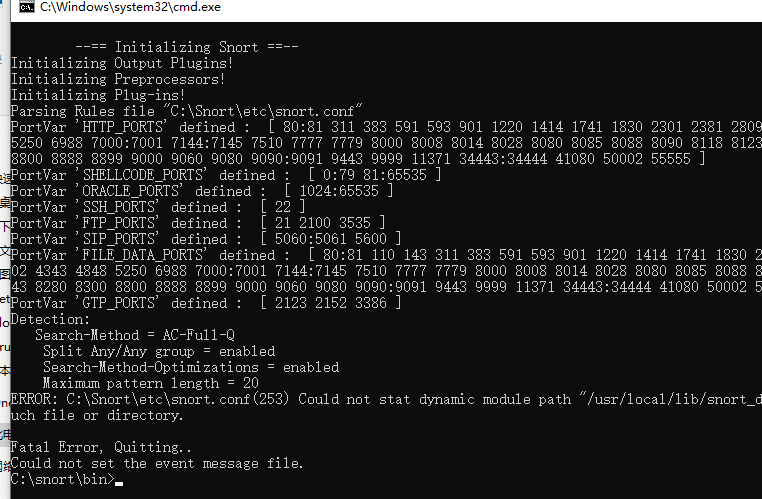 C:\Windows\system32\cmd.exe
--== Initializing Snort ==--
Initializing Output Plugins!
Initializing Preprocessors!
Initializing Plug-ins!
Parsing Rules file "C:\Snort\etc\snort.conf"
PortVar 'HTTP_PORTS' defined :  [ 80:81 311 383 591 593 901 1220 1414 1741 1830 2301 2381 2809
5250 6988 7000:7001 7144:7145 7510 7777 7779 8000 8008 8014 8028 8080 8085 8088 8090 8118 8123
8800 8888 8899 9000 9060 9080 9090:9091 9443 9999 11371 34443:34444 41080 50002 55555 ]
PortVar 'SHELLCODE_PORTS' defined :  [ 0:79 81:65535 ]
PortVar 'ORACLE_PORTS' defined :  [ 1024:65535 ]
PortVar 'SSH_PORTS' defined :  [ 22 ]
PortVar 'FTP_PORTS' defined :  [ 21 2100 3535 ]
PortVar 'SIP_PORTS' defined :  [ 5060:5061 5600 ]
PortVar 'FILE_DATA_PORTS' defined :  [ 80:81 110 143 311 383 591 593 901 1220 1414 1741 1830 2
02 4343 4848 5250 6988 7000:7001 7144:7145 7510 7777 7779 8000 8008 8014 8028 8080 8085 8088 8
43 8280 8300 8800 8888 8899 9000 9060 9080 9090:9091 9443 9999 11371 34443:34444 41080 50002 5
PortVar 'GTP_PORTS' defined :  [ 2123 2152 3386 ]
Detection:
   Search-Method = AC-Full-Q
    Split Any/Any group = enabled
    Search-Method-Optimizations = enabled
    Maximum pattern length = 20
ERROR: C:\Snort\etc\snort.conf(253) Could not stat dynamic module path "/usr/local/lib/snort_d
uch file or directory.
Fatal Error, Quitting..
Could not set the event message file.
C:\snort\bin>